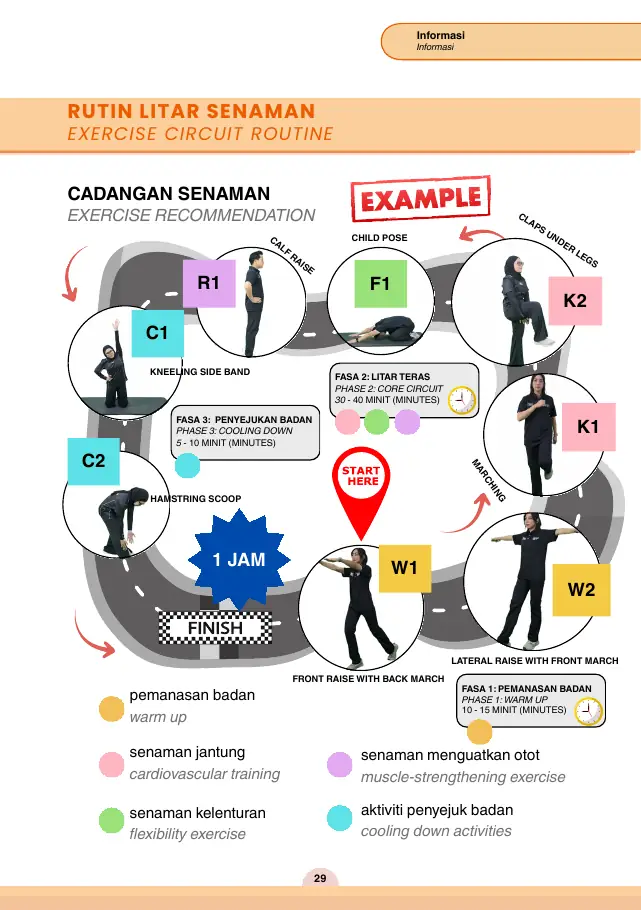 Informasi
Informasi
RUTIN LITAR SENAMAN
EXERCISE CIRCUIT ROUTINE
CADANGAN SENAMAN
EXERCISE RECOMMENDATION
EXAMPLE
START
HERE
W1
FRONT RAISE WITH BACK MARCH
W2
LATERAL RAISE WITH FRONT MARCH
FASA 1: PEMANASAN BADAN
PHASE 1: WARM UP
10 - 15 MINIT (MINUTES)
MARCHING
K1
K2
CLAPS UNDER LEGS
CHILD POSE
F1
FASA 2: LITAR TERAS
PHASE 2: CORE CIRCUIT
30 - 40 MINIT (MINUTES)
CALF RAISE
R1
C1
KNEELING SIDE BAND
FASA 3: PENYEJUKAN BADAN
PHASE 3: COOLING DOWN
5 - 10 MINIT (MINUTES)
C2
HAMSTRING SCOOP
1 JAM
FINISH
pemanasan badan
warm up
senaman jantung
cardiovascular training
senaman kelenturan
flexibility exercise
senaman menguatkan otot
muscle-strengthening exercise
aktiviti penyejuk badan
cooling down activities
29